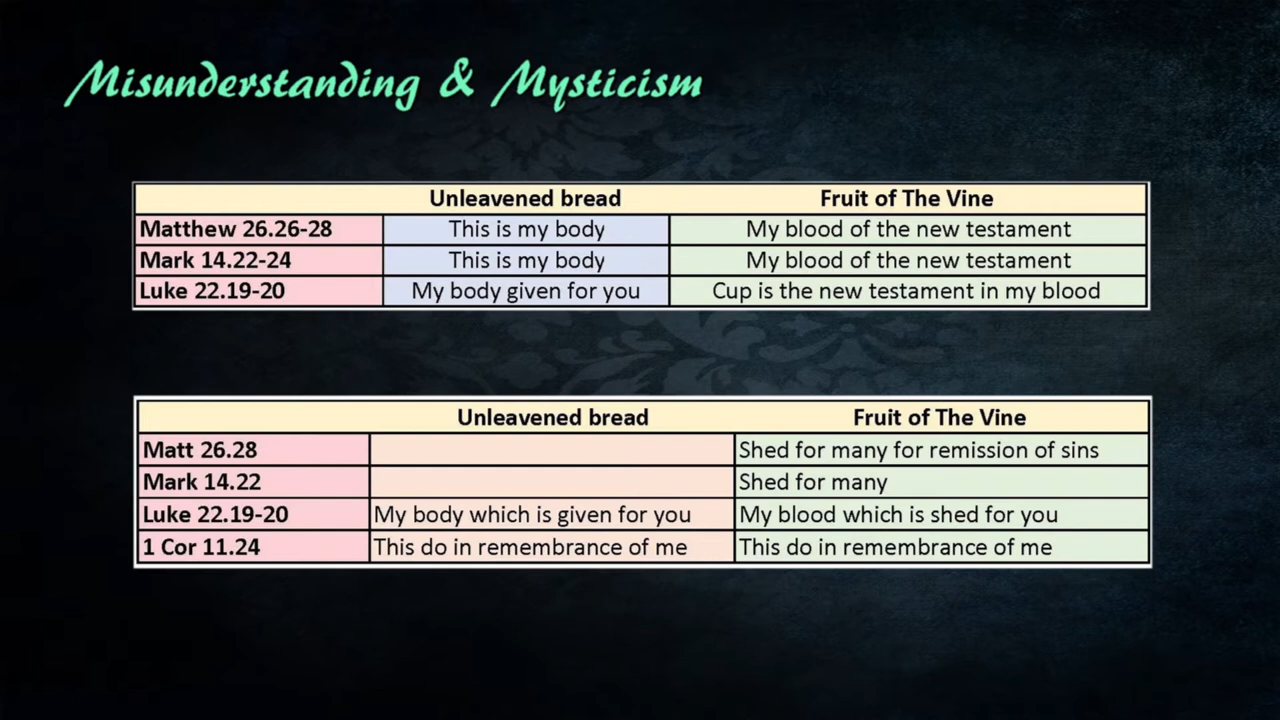 Misunderstanding & Mysticism
Unleavened bread Fruit of The Vine
Matthew 26.26-28 This is my body My blood of the new testament
Mark 14.22-24 This is my body My blood of the new testament
Luke 22.19-20 My body given for you Cup is the new testament in my blood
Unleavened bread Fruit of The Vine
Matt 26.28 Shed for many for remission of sins
Mark 14.22 Shed for many
Luke 22.19-20 My body which is given for you My blood which is shed for you
1 Cor 11.24 This do in remembrance of me This do in remembrance of me